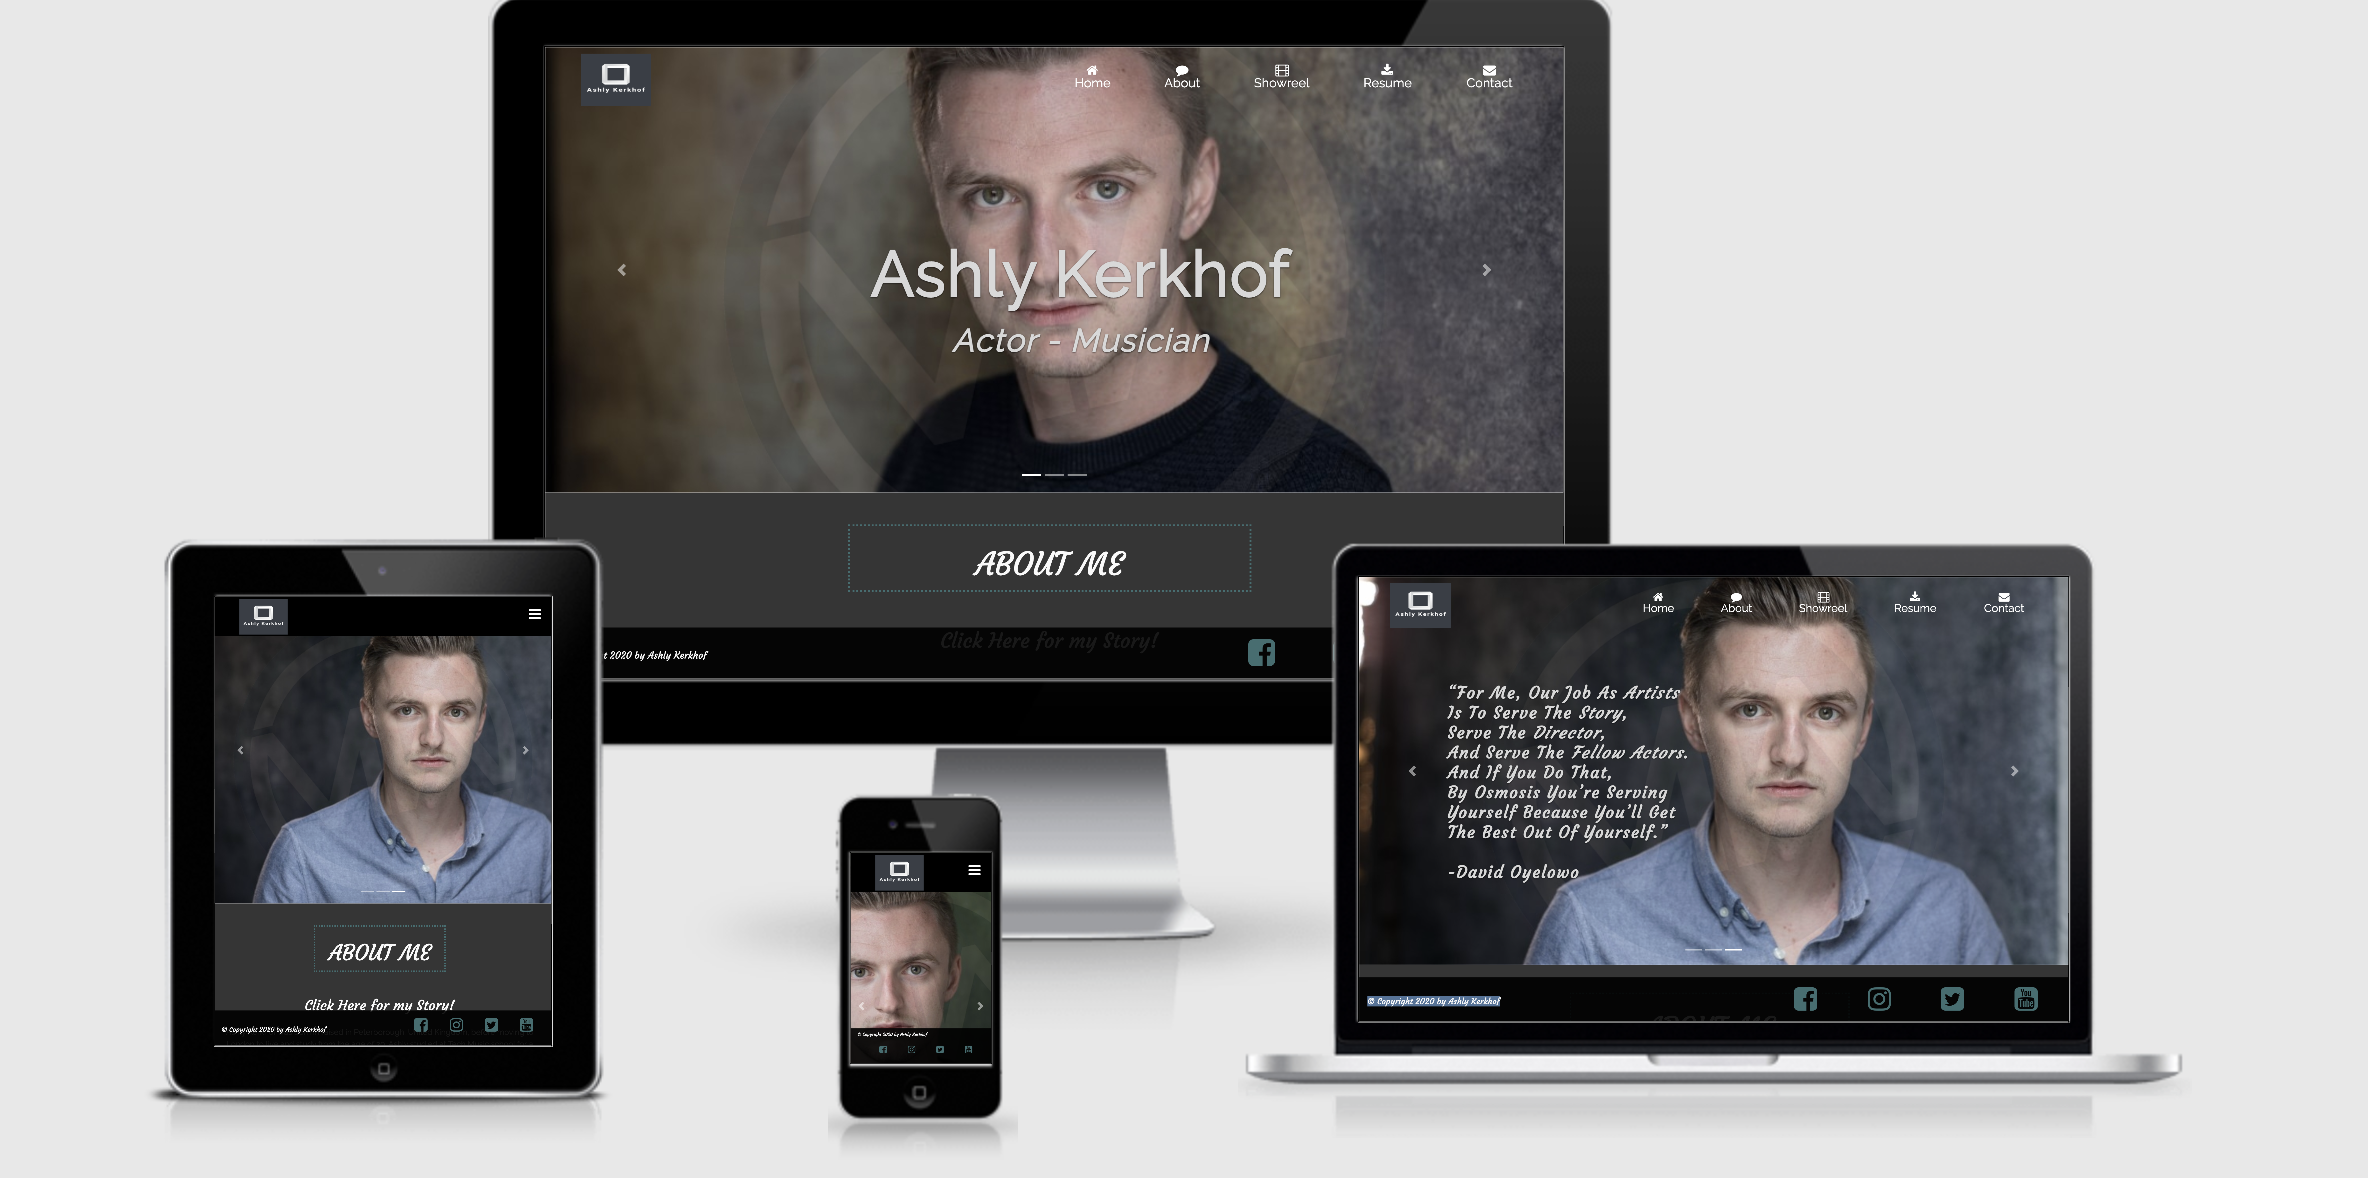 Ashly Kerkhof
Home About Showreel Resume Contact
Ashly Kerkhof
Actor - Musician
ABOUT ME
Click Here for my Story!
t 2020 by Ashly Kerkhof
Ashly Kerkhof
ABOUT ME
Click Here for my Story!
© Copyright 2020 by Ashly Kerkhof
You
Tube
Ashly Kerkhof
© Copyright 2020 by Ashly Kerkhof
Ashly Kerkhof
Home About Showreel Resume Contact
“For Me, Our Job As Artists
Is To Serve The Story,
Serve The Director,
And Serve The Fellow Actors.
And If You Do That,
By Osmosis You’re Serving
Yourself Because You’ll Get
The Best Out Of Yourself.”
-David Oyelowo
© Copyright 2020 by Ashly Kerkhof
You
Tube
ABOUT ME